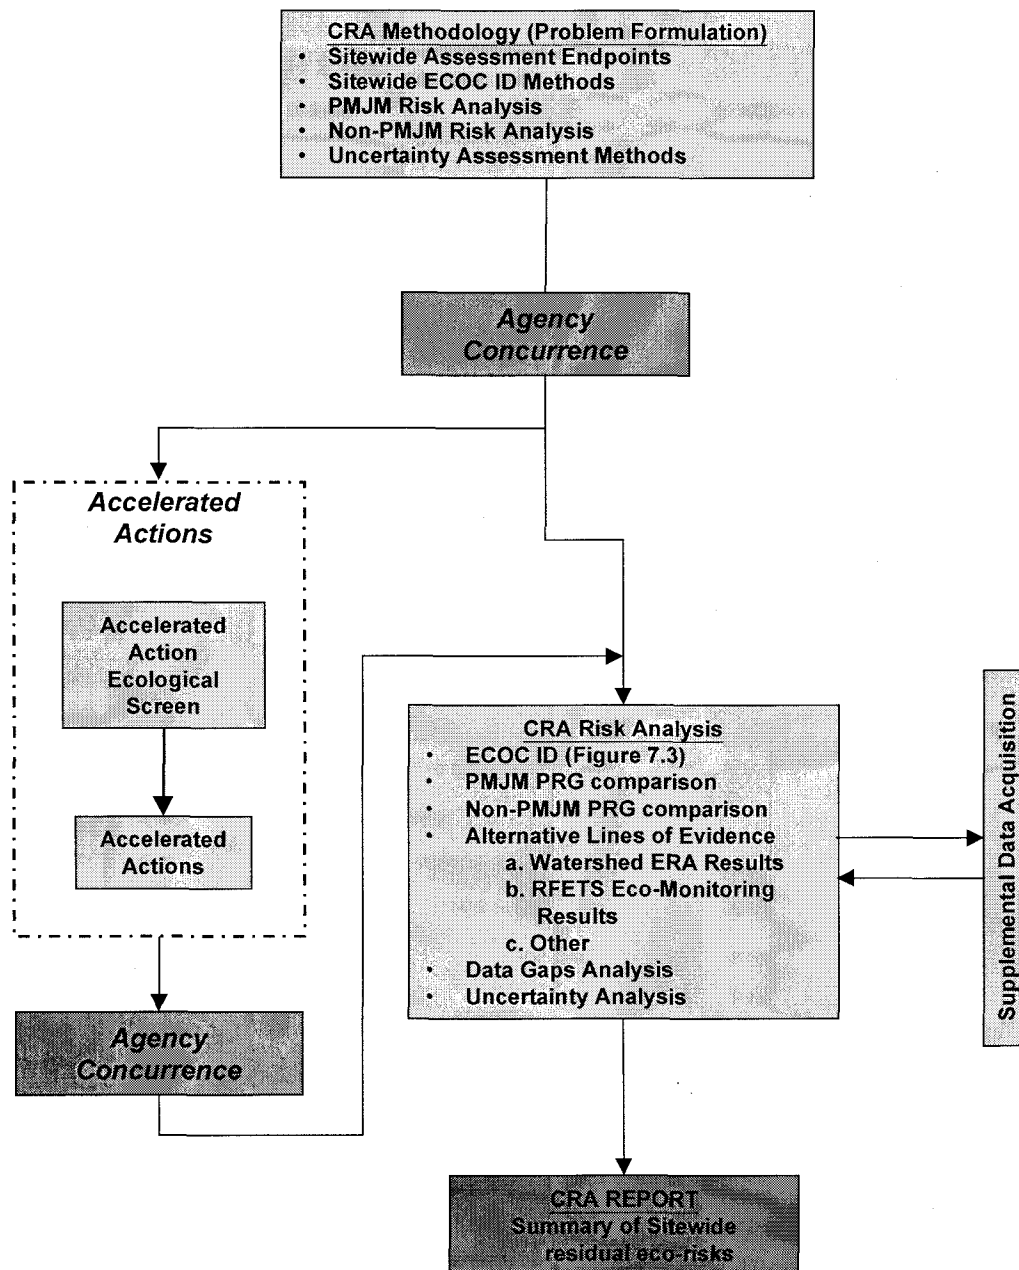 CRA Methodology (Problem Formulation)
• Sitewide Assessment Endpoints
• Sitewide ECOC ID Methods
• PMJM Risk Analysis
• Non-PMJM Risk Analysis
• Uncertainty Assessment Methods
Agency
Concurrence
Accelerated
Actions
Accelerated
Action
Ecological
Screen
Accelerated
Actions
Agency
Concurrence
CRA Risk Analysis
• ECOC ID (Figure 7.3)
• PMJM PRG comparison
• Non-PMJM PRG comparison
• Alternative Lines of Evidence
a. Watershed ERA Results
b. RFETS Eco-Monitoring
Results
c. Other
• Data Gaps Analysis
• Uncertainty Analysis
Supplemental Data Acquisition
CRA REPORT
Summary of Sitewide
residual eco-risks